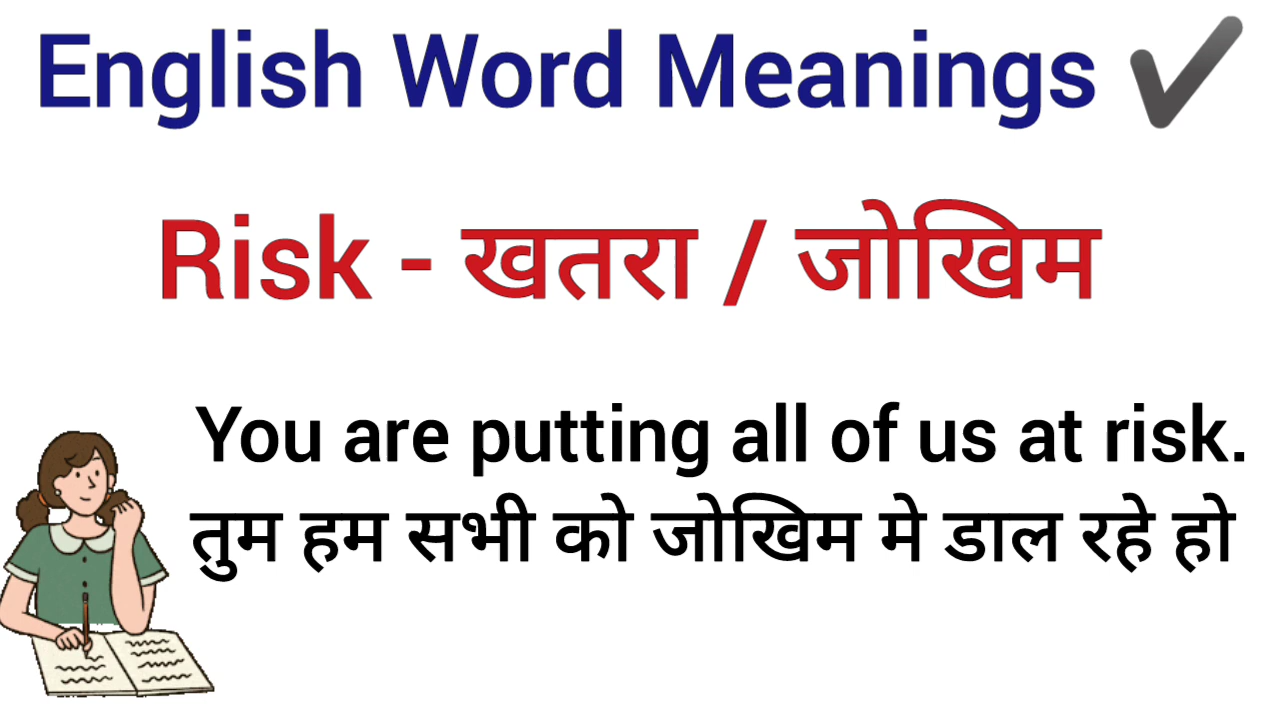 English Word Meanings ✔
Risk - खतरा / जोखिम
You are putting all of us at risk.
तुम हम सभी को जोखिम मे डाल रहे हो